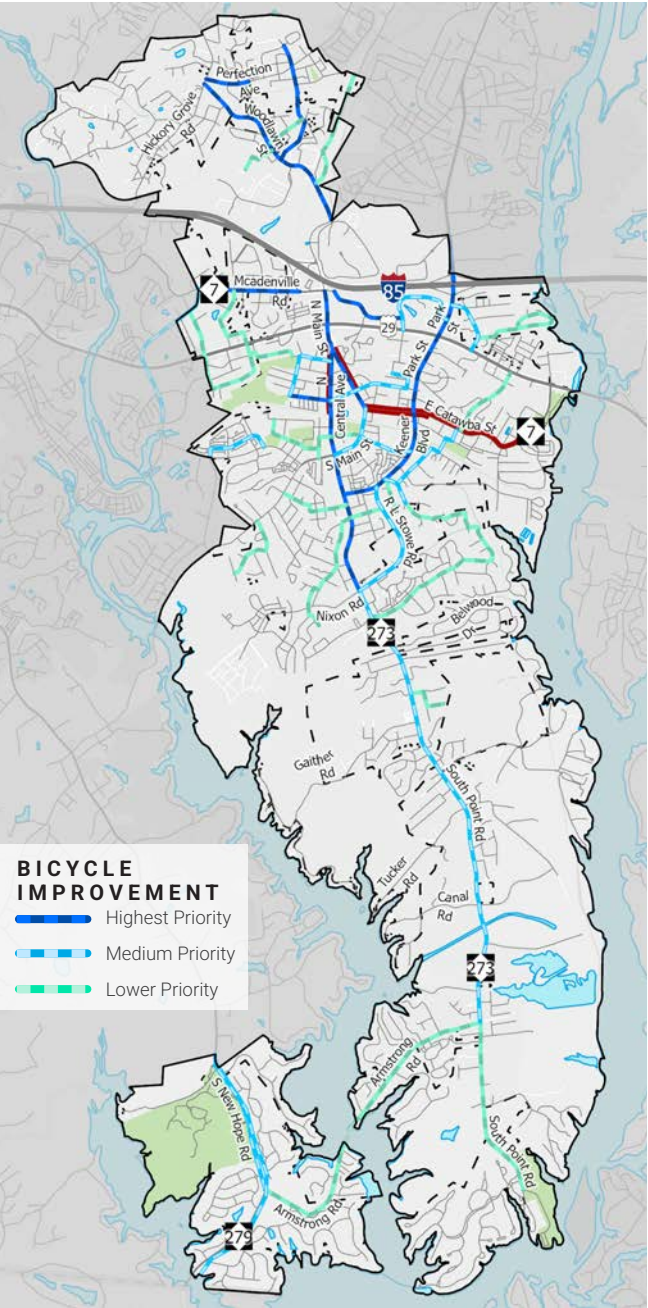 Perfection
Ave
Hickory Grove
Rd
Woodlawn
St
7
Mcadenville
Rd
85
29
N Main St
N
Central Ave
Park
St
Park St
E Catawba St
7
Keener
Blvd
S Main St
R L Stowe Rd
Nixon Rd
273
Belwood
Dr
Gaither
Rd
South Point Rd
Tucker
Rd
Canal
Rd
273
BICYCLE
IMPROVEMENT
Highest Priority
Medium Priority
Lower Priority
Armstrong
Rd
S New Hope Rd
South Point Rd
Armstrong Rd
279